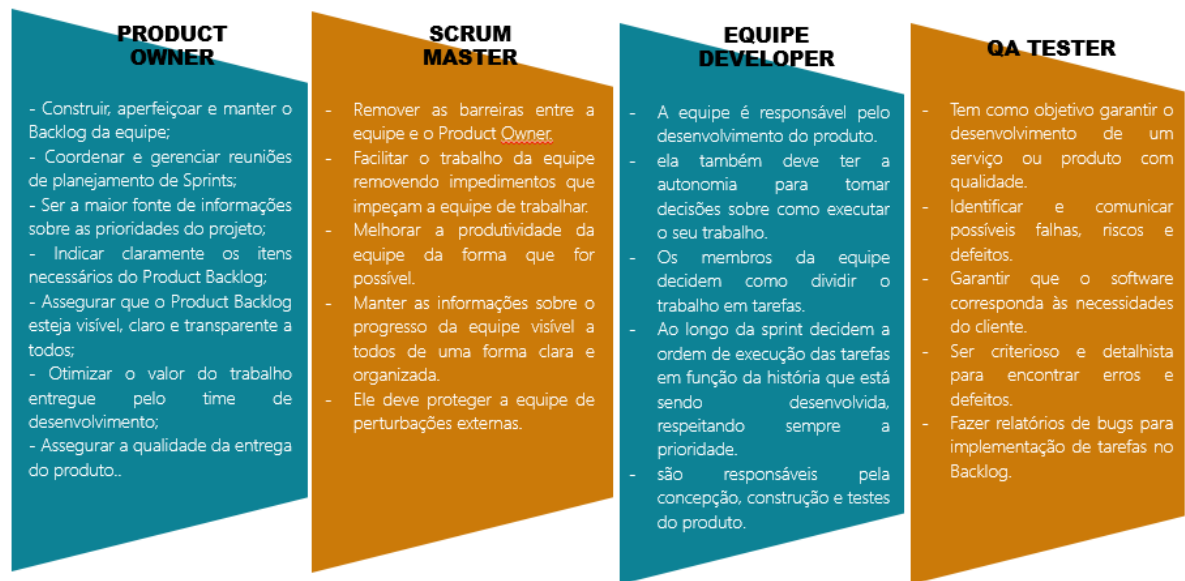 PRODUCT
OWNER
- Construir, aperfeiçoar e manter o
Backlog da equipe;
- Coordenar e gerenciar reuniões
de planejamento de Sprints;
- Ser a maior fonte de informações
sobre as prioridades do projeto;
- Indicar claramente os itens
necessários do Product Backlog;
- Assegurar que o Product Backlog
esteja visível, claro e transparente a
todos;
- Otimizar o valor do trabalho
entregue pelo time de
desenvolvimento;
- Assegurar a qualidade da entrega
do produto..
SCRUM
MASTER
- Remover as barreiras entre a
equipe e o Product Owner.
- Facilitar o trabalho da equipe
removendo impedimentos que
impeçam a equipe de trabalhar.
- Melhorar a produtividade da
equipe da forma que for
possível.
- Manter as informações sobre o
progresso da equipe visível a
todos de uma forma clara e
organizada.
- Ele deve proteger a equipe de
perturbações externas.
EQUIPE
DEVELOPER
- A equipe é responsável pelo
desenvolvimento do produto.
- ela também deve ter a
autonomia para tomar
decisões sobre como executar
o seu trabalho.
- Os membros da equipe
decidem como dividir o
trabalho em tarefas.
- Ao longo da sprint decidem a
ordem de execução das tarefas
em função da história que está
sendo desenvolvida,
respeitando sempre a
prioridade.
- são responsáveis pela
concepção, construção e testes
do produto.
QA TESTER
- Tem como objetivo garantir o
desenvolvimento de um
serviço ou produto com
qualidade.
- Identificar e comunicar
possíveis falhas, riscos e
defeitos.
- Garantir que o software
corresponda às necessidades
do cliente.
- Ser criterioso e detalhista
para encontrar erros e
defeitos.
- Fazer relatórios de bugs para
implementação de tarefas no
Backlog.